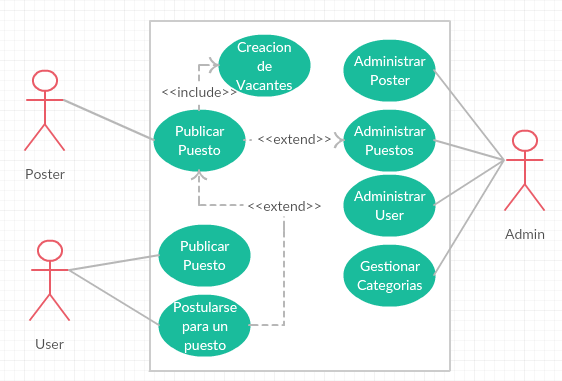 Creacion
de
Vacantes
<<include>>
Administrar
Poster
Poster
Publicar
Puesto
<<extend>>
Administrar
Puestos
Admin
<<extend>>
Administrar
User
User
Publicar
Puesto
Gestionar
Categorias
Postularse
para un
puesto